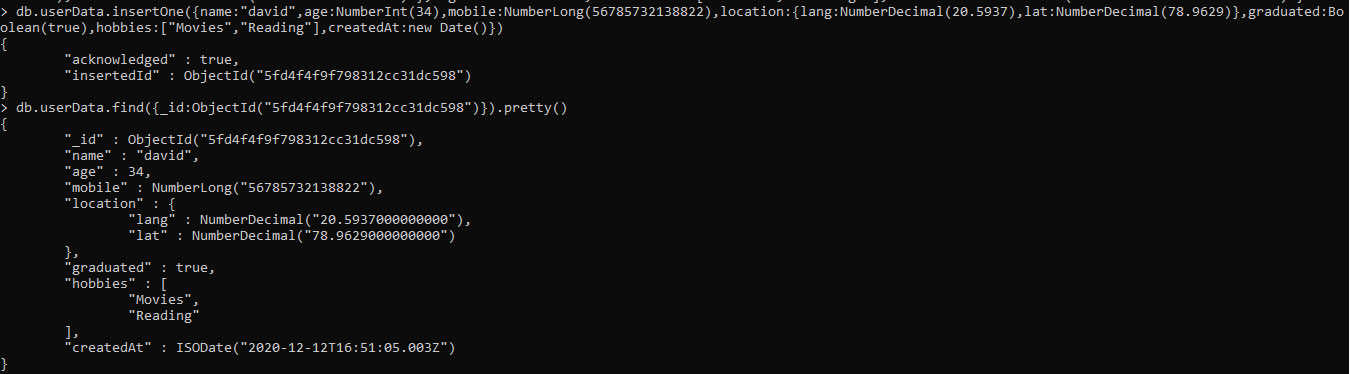 > db.userData.insertOne({name:"david",age:NumberInt(34),mobile:NumberLong(56785732138822),location:{lang:NumberDecimal(20.5937),lat:NumberDecimal(78.9629)},graduated:Bo
olean(true),hobbies:["Movies","Reading"],createdAt:new Date()})
{
        "acknowledged" : true,
        "insertedId" : ObjectId("5fd4f4f9f798312cc31dc598")
}
> db.userData.find({_id:ObjectId("5fd4f4f9f798312cc31dc598")}).pretty()
{
        "_id" : ObjectId("5fd4f4f9f798312cc31dc598"),
        "name" : "david",
        "age" : 34,
        "mobile" : NumberLong("56785732138822"),
        "location" : {
                "lang" : NumberDecimal("20.5937000000000"),
                "lat" : NumberDecimal("78.9629000000000")
        },
        "graduated" : true,
        "hobbies" : [
                "Movies",
                "Reading"
        ],
        "createdAt" : ISODate("2020-12-12T16:51:05.003Z")
}